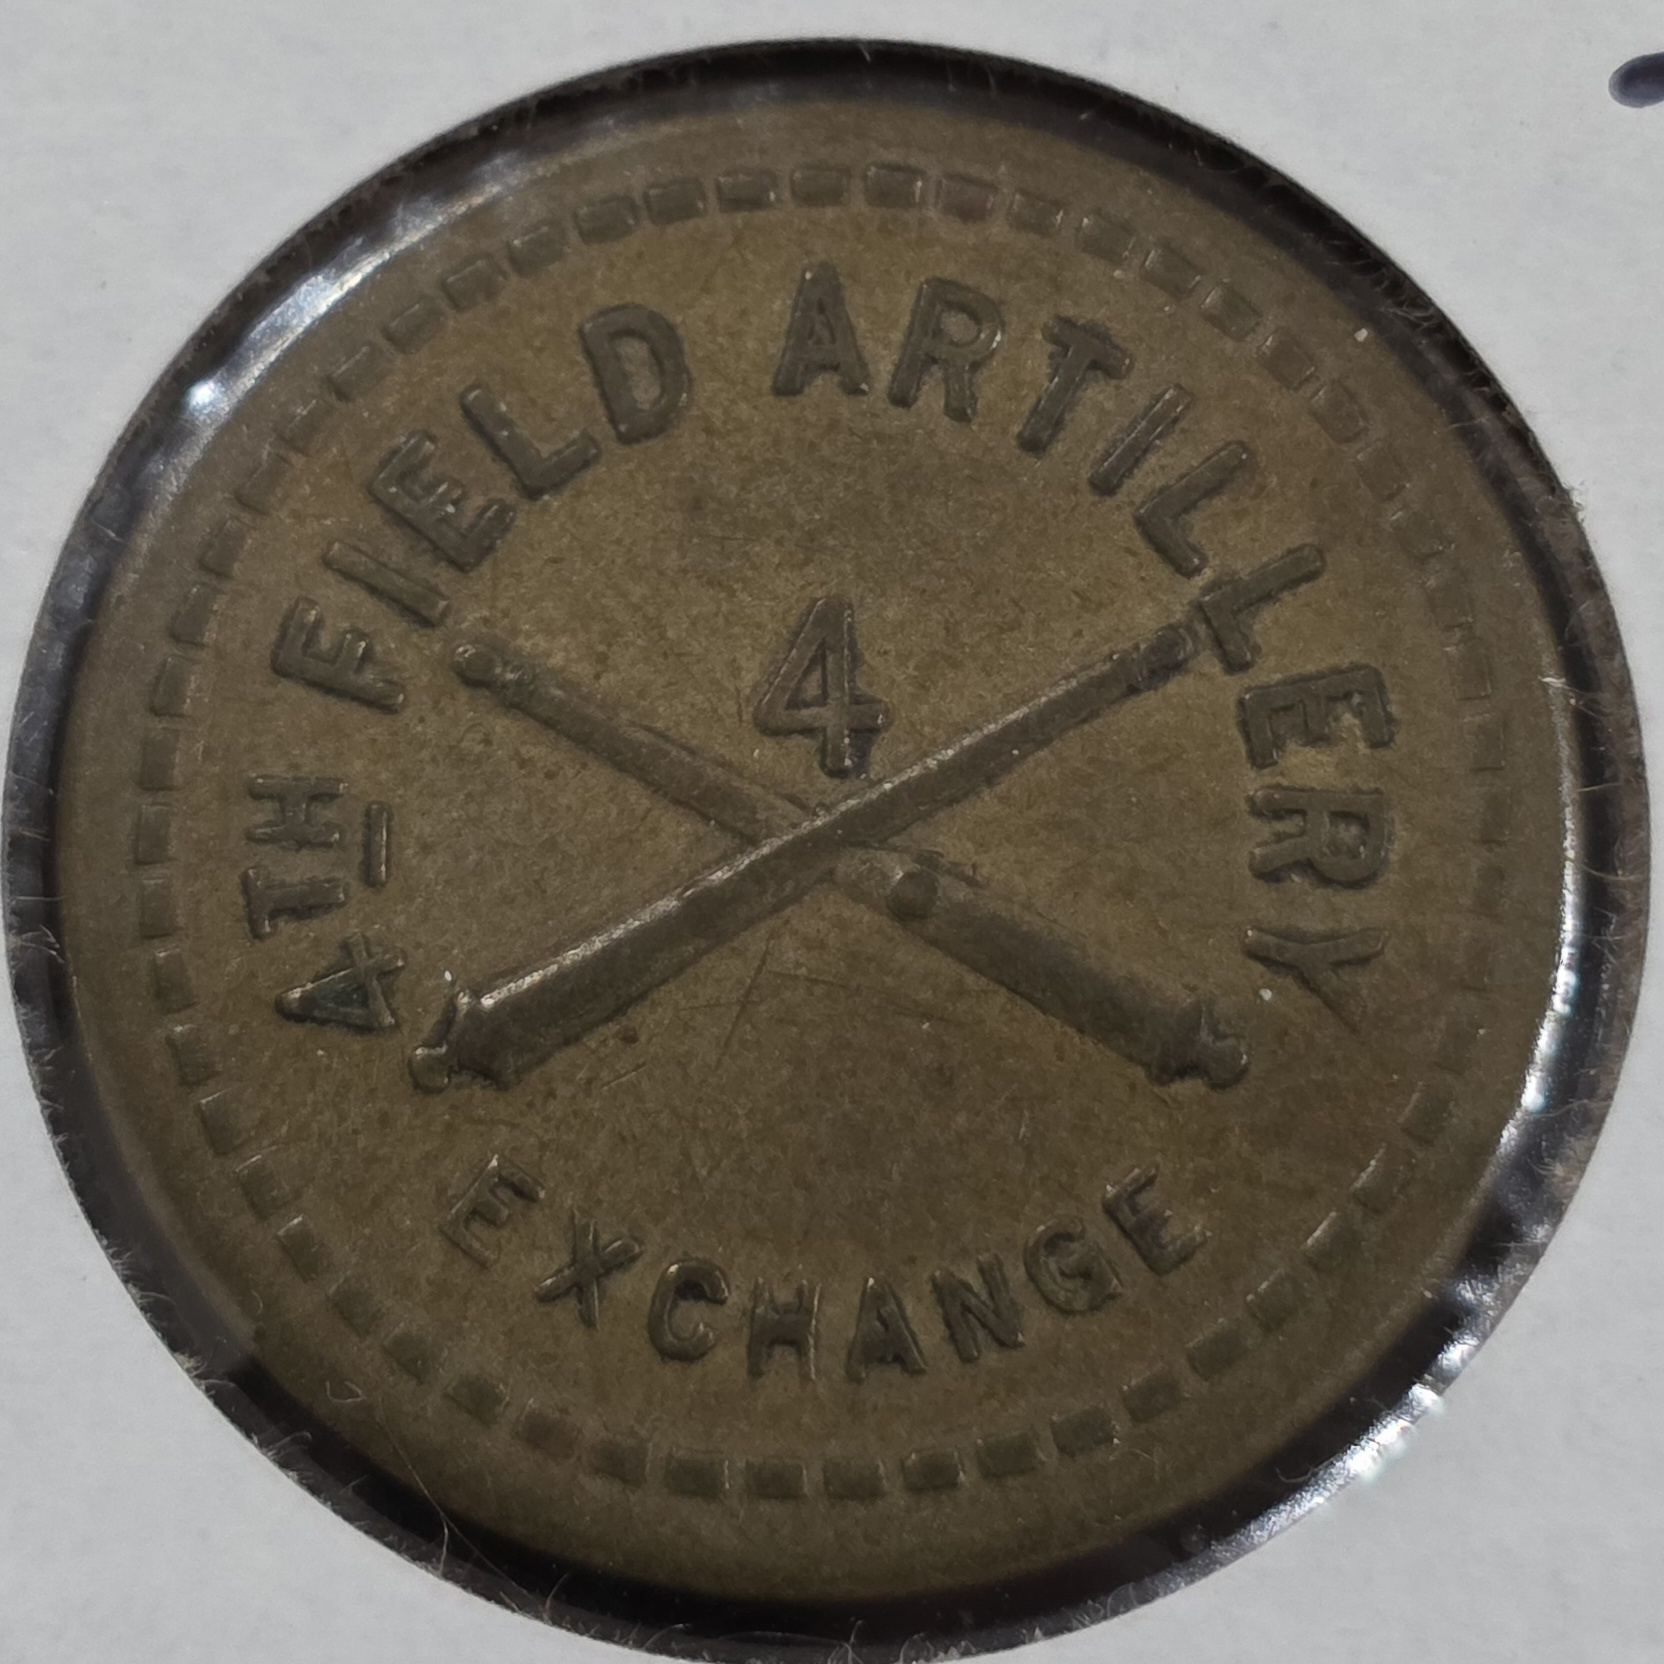 4TH FIELD ARTILLERY
4
EXCHANGE